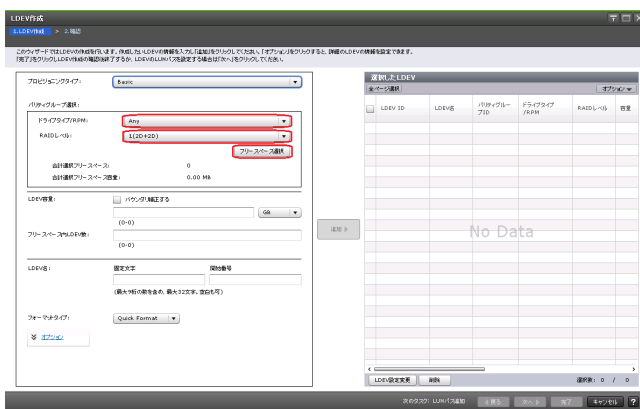 LDEV作成
1.LDEV作成 > 2.確認
このウィザードではLDEVの作成を行います。作成したいLDEVの情報を入力し「追加」をクリックしてください。「オプション」をクリックすると、詳細のLDEVの情報を設定できます。
「完了」をクリックしLDEV作成の確認/終了するか、LDEVのLUNパスを設定する場合は「次へ」をクリックしてください。
プロビジョニングタイプ: Basic
パリティグループ選択:
ドライブタイプ/RPM: Any
RAIDレベル: 1(2D+2D)
フリースペース選択
合計選択フリースペース: 0
合計選択フリースペース容量: 0.00 MB
LDEV容量: バウンダリ補正する
GB
(0-0)
フリースペース内LDEV数:
(0-0)
LDEV名: 固定文字 開始番号
(最大9桁の数を含め、最大32文字。空白も可)
フォーマットタイプ: Quick Format
オプション
追加
選択したLDEV
全ページ選択 オプション
LDEV ID LDEV名 パリティグループID ドライブタイプ/RPM RAIDレベル 容量
No Data
LDEV設定変更 削除 選択数: 0 / 0
次のタスク: LUNパス追加 戻る 次へ 完了 キャンセル ?